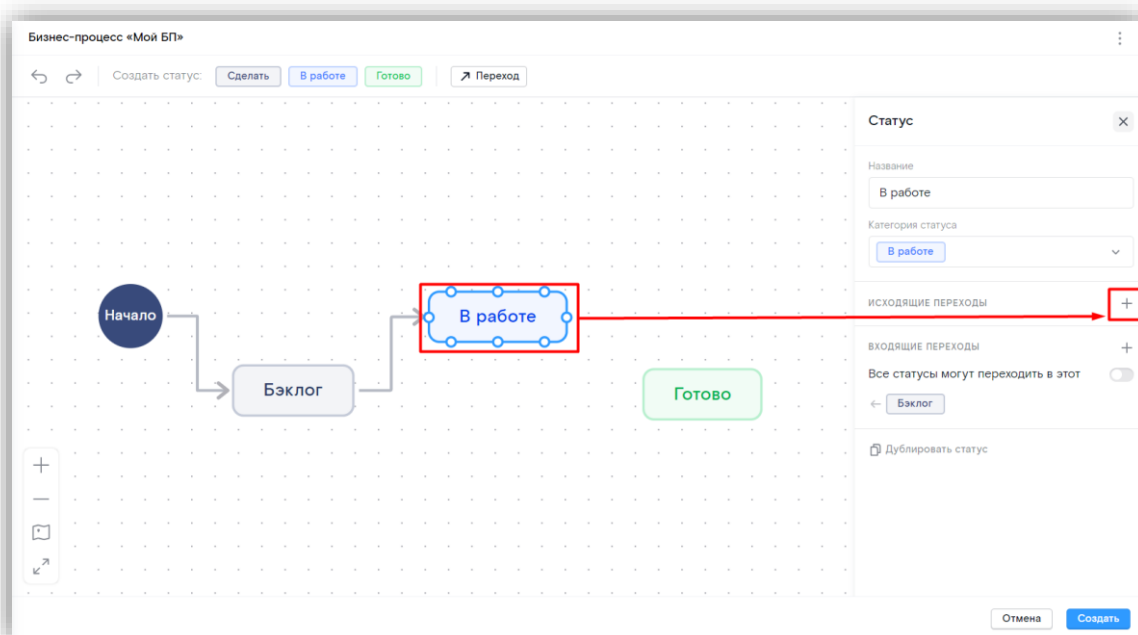 Бизнес-процесс «Мой БП»
Создать статус: Сделать В работе Готово Переход
Статус
Название
В работе
Категория статуса
В работе
ИСХОДЯЩИЕ ПЕРЕХОДЫ
ВХОДЯЩИЕ ПЕРЕХОДЫ
Все статусы могут переходить в этот
Бэклог
Дублировать статус
Начало
В работе
Бэклог
Готово
Отмена Создать